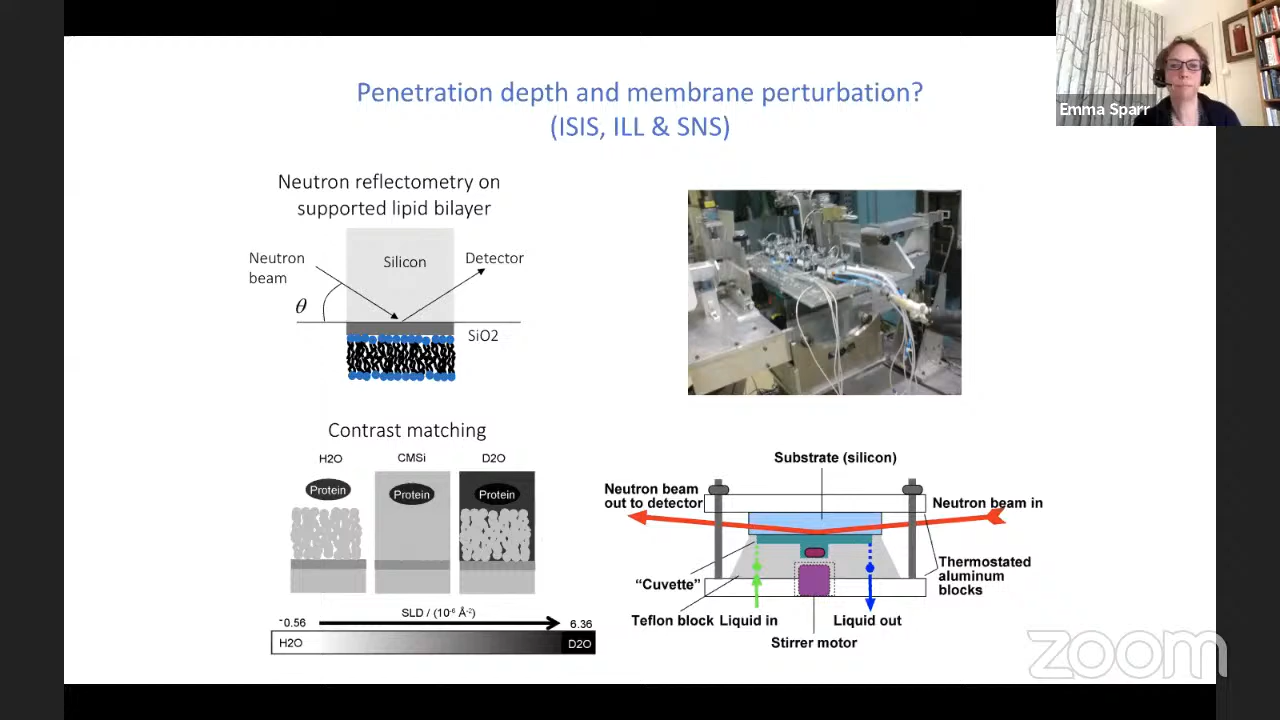 Penetration depth and membrane perturbation?
(ISIS, ILL & SNS)
Emma Sparr
Neutron reflectometry on
supported lipid bilayer
Neutron
beam
Silicon
Detector
θ
SiO2
Contrast matching
H2O
CMSi
D2O
Protein
Protein
Protein
SLD / (10⁻⁶ Å⁻²)
-0.56
6.36
H2O
D2O
Substrate (silicon)
Neutron beam
out to detector
Neutron beam in
"Cuvette"
Thermostated
aluminum
blocks
Teflon block
Liquid in
Liquid out
Stirrer motor
zoom